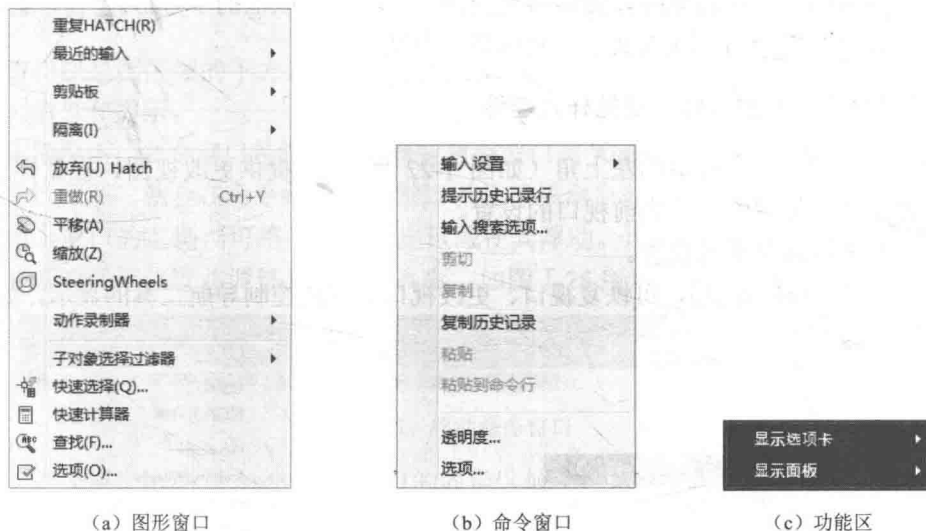 重复HATCH(R)
最近的输入
剪贴板
隔离(I)
放弃(U) Hatch
重做(R) Ctrl+Y
平移(A)
缩放(Z)
SteeringWheels
动作录制器
子对象选择过滤器
快速选择(Q)...
快速计算器
查找(F)...
选项(O)...
（a）图形窗口
输入设置
提示历史记录行
输入搜索选项...
剪切
复制
复制历史记录
粘贴
粘贴到命令行
透明度...
选项...
（b）命令窗口
显示选项卡
显示面板
（c）功能区